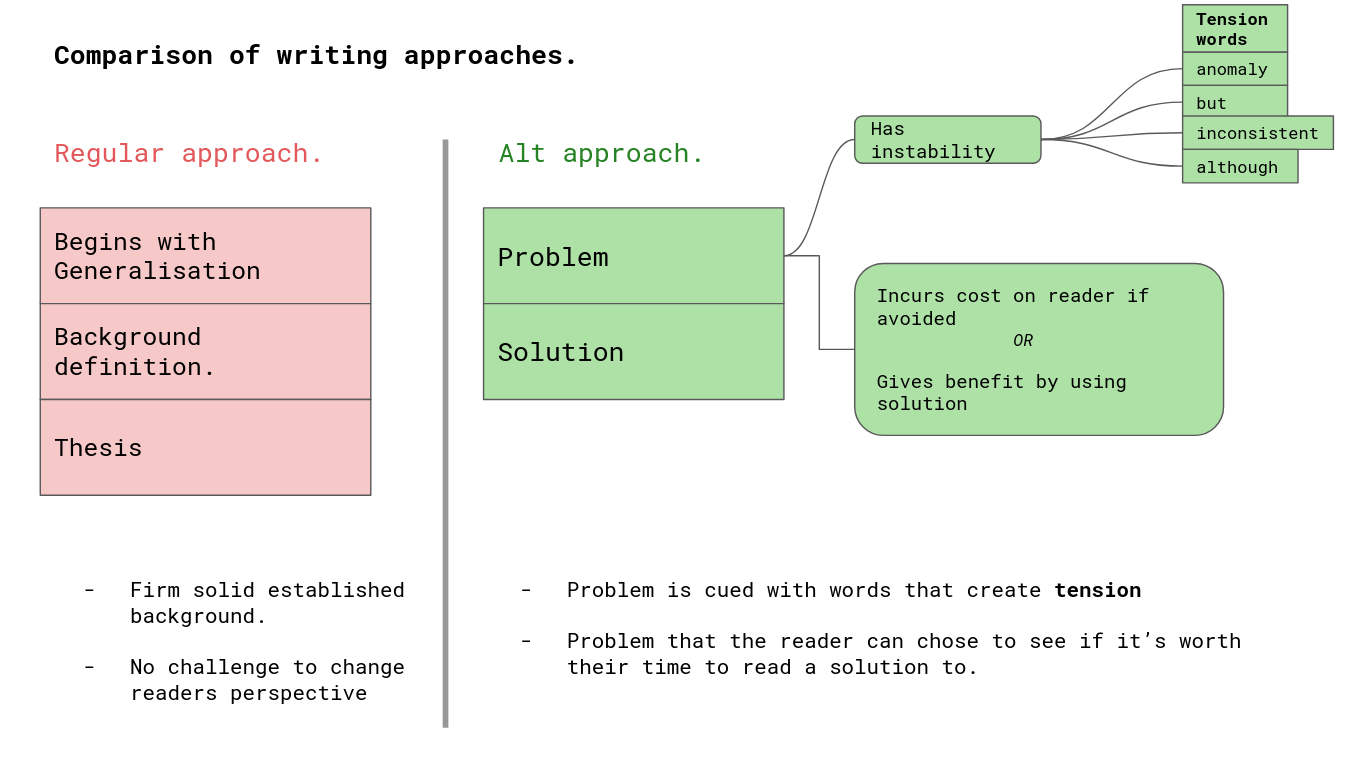 Comparison of writing approaches.
Regular approach.
Begins with
Generalisation
Background
definition.
Thesis
-   Firm solid established
background.
-   No challenge to change
readers perspective
Alt approach.
Problem
Solution
Has
instability
Tension
words
anomaly
but
inconsistent
although
Incurs cost on reader if
avoided
OR
Gives benefit by using
solution
-   Problem is cued with words that create tension
-   Problem that the reader can chose to see if it’s worth
their time to read a solution to.